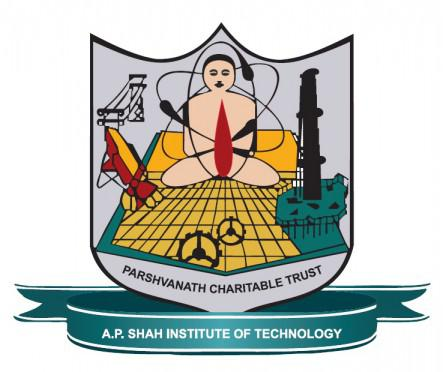 PARSHVANATH CHARITABLE TRUST
A.P. SHAH INSTITUTE OF TECHNOLOGY